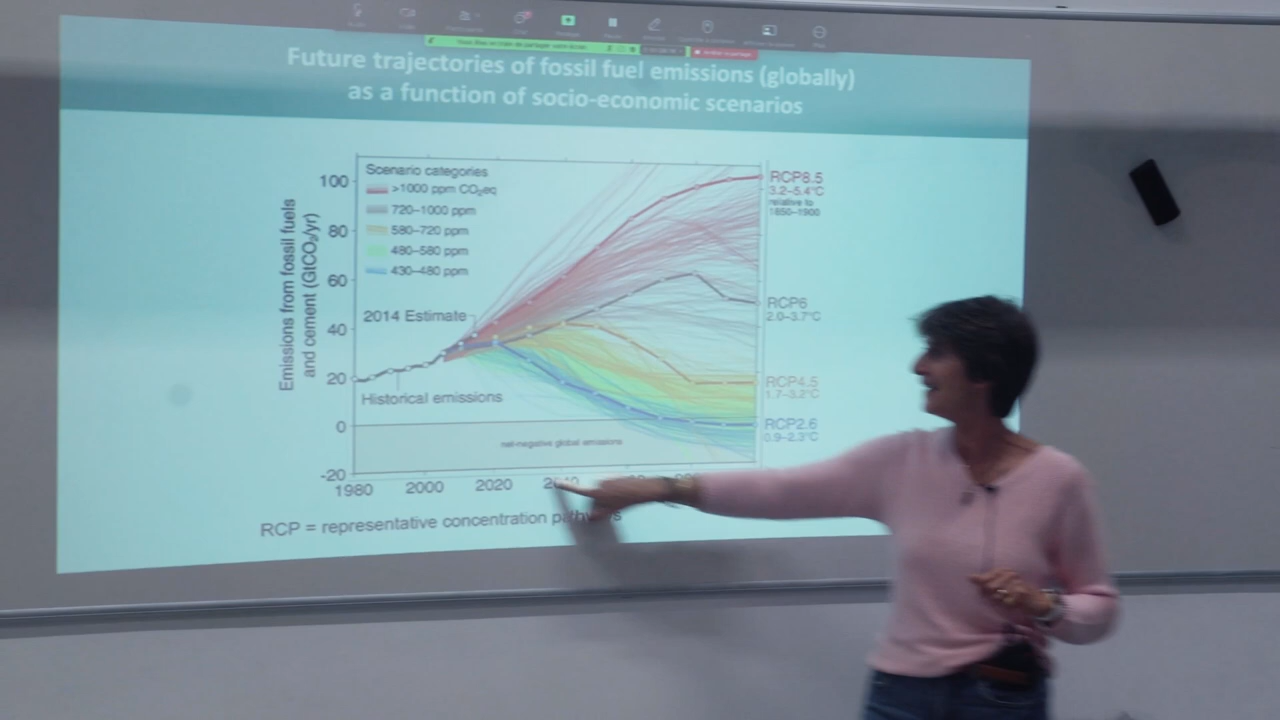 Future trajectories of fossil fuel emissions (globally)
as a function of socio-economic scenarios
Scenario categories
>1000 ppm CO₂eq
720–1000 ppm
580–720 ppm
480–580 ppm
430–480 ppm
Emissions from fossil fuels
and cement (GtCO₂/yr)
100
80
60
40
20
0
-20
2014 Estimate
Historical emissions
net-negative global emissions
RCP8.5
3.2–5.4°C
relative to
1850–1900
RCP6
2.0–3.7°C
RCP4.5
1.7–3.2°C
RCP2.6
0.9–2.3°C
1980 2000 2020
RCP = representative concentration